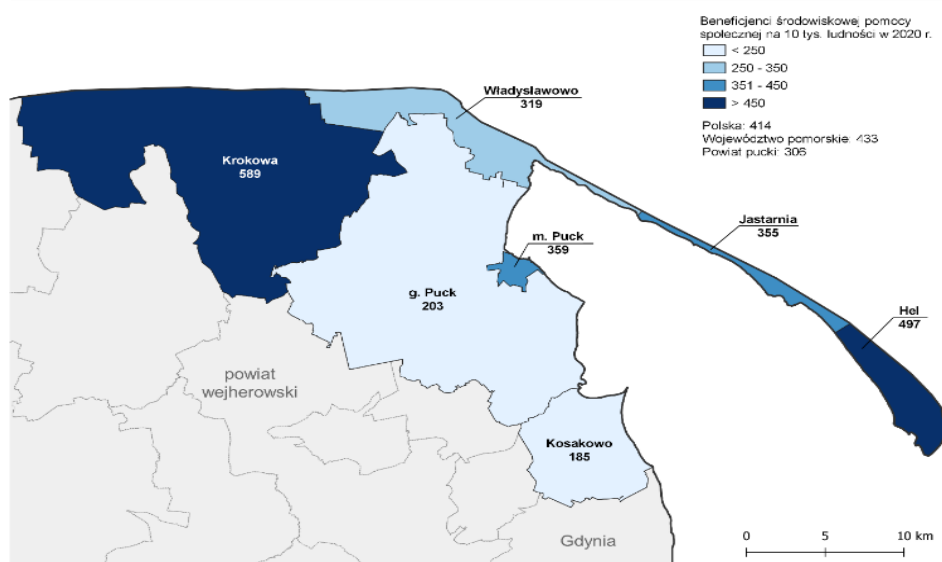 Beneficjenci środowiskowej pomocy
społecznej na 10 tys. ludności w 2020 r.
< 250
250 - 350
351 - 450
> 450
Polska: 414
Województwo pomorskie: 433
Powiat pucki: 306
Władysławowo
319
Krokowa
589
Jastarnia
355
m. Puck
359
g. Puck
203
Hel
497
powiat
wejherowski
Kosakowo
185
Gdynia
0 5 10 km